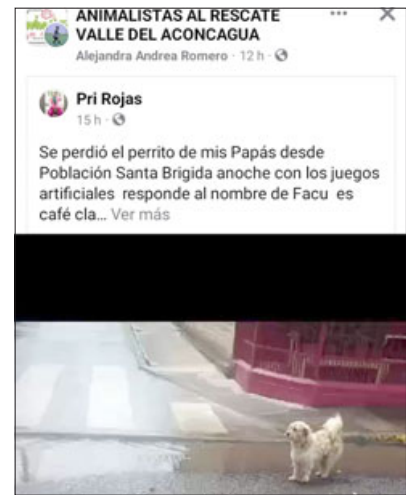 ANIMALISTAS AL RESCATE
VALLE DEL ACONCAGUA
Alejandra Andrea Romero · 12 h ·
Pri Rojas
15 h ·
Se perdió el perrito de mis Papás desde
Población Santa Brigida anoche con los juegos
artificiales responde al nombre de Facu es
café cla... Ver más